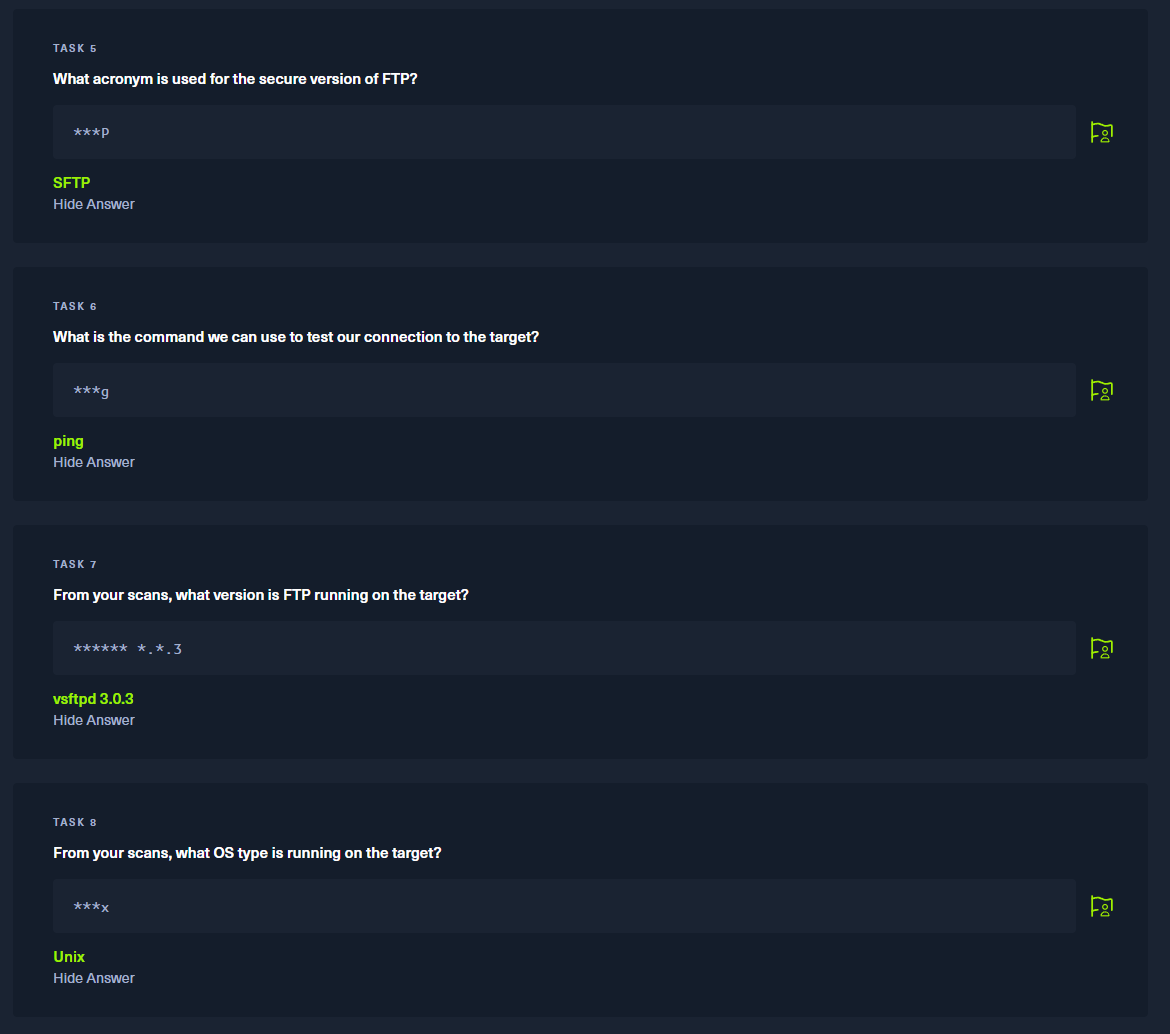 TASK 5
What acronym is used for the secure version of FTP?
***P
SFTP
Hide Answer
TASK 6
What is the command we can use to test our connection to the target?
***g
ping
Hide Answer
TASK 7
From your scans, what version is FTP running on the target?
****** *.*.3
vsftpd 3.0.3
Hide Answer
TASK 8
From your scans, what OS type is running on the target?
***x
Unix
Hide Answer